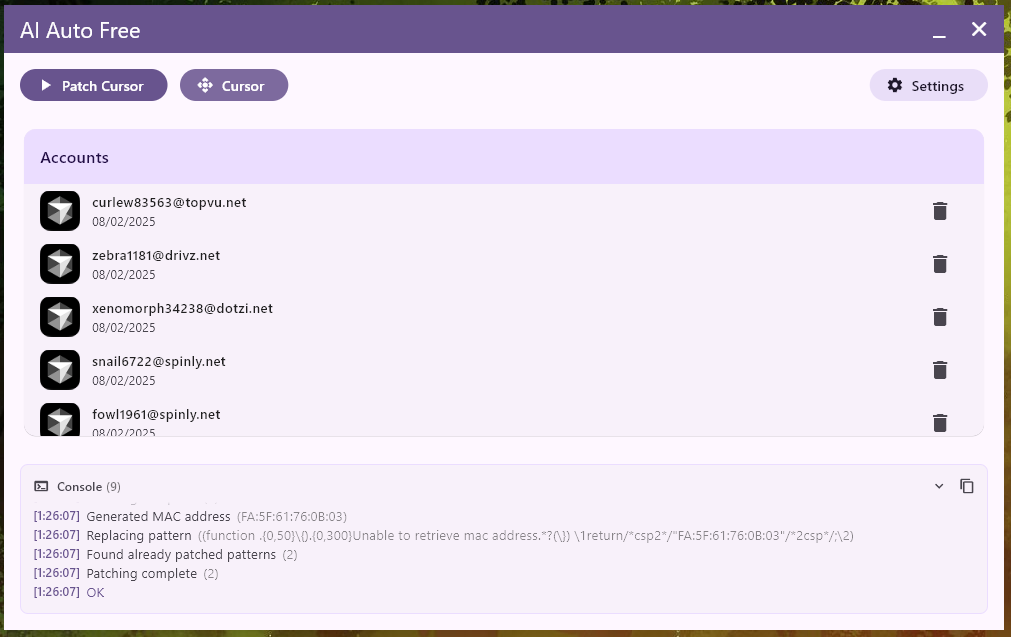 AI Auto Free
Patch Cursor
Cursor
Settings
Accounts
curlew83563@topvu.net
08/02/2025
zebra1181@drivz.net
08/02/2025
xenomorph34238@dotzi.net
08/02/2025
snail6722@spinly.net
08/02/2025
fowl1961@spinly.net
08/02/2025
Console (9)
[1:26:07] Generated MAC address (FA:5F:61:76:0B:03)
[1:26:07] Replacing pattern ((function .{0,50}\{).{0,300}Unable to retrieve mac address.*?(\}) \1return/*csp2*/"FA:5F:61:76:0B:03"/*2csp*/;\2)
[1:26:07] Found already patched patterns (2)
[1:26:07] Patching complete (2)
[1:26:07] OK